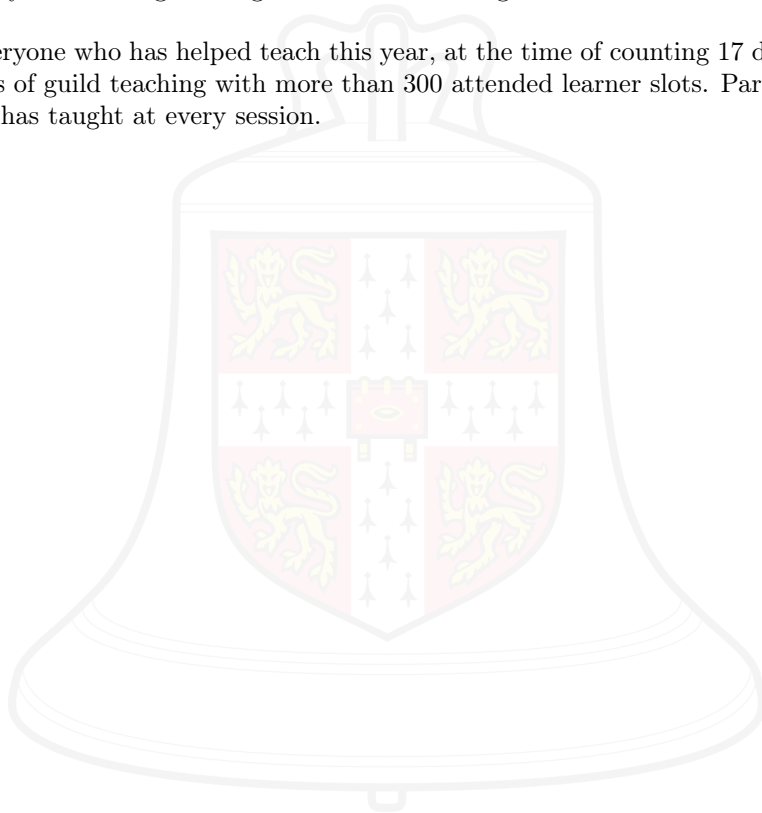 eryone who has helped teach this year, at the time of counting 17 d
s of guild teaching with more than 300 attended learner slots. Par
has taught at every session.